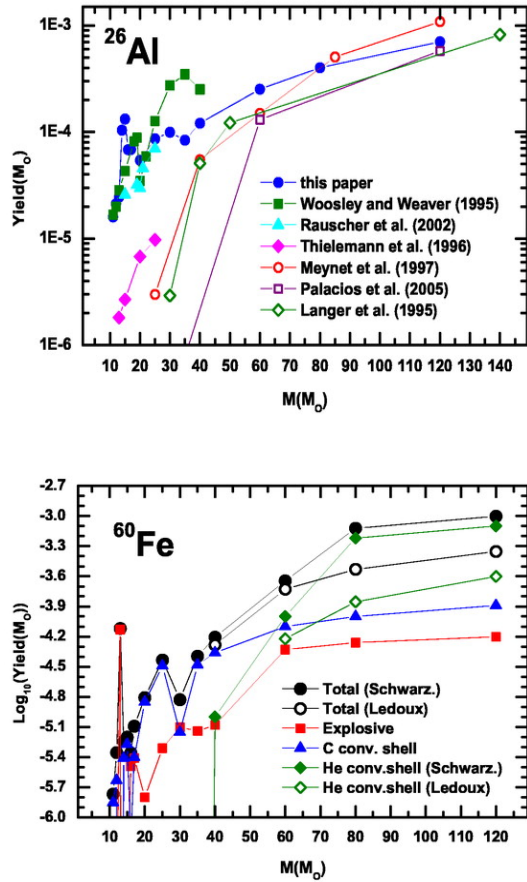 26Al
Yield(M⊙)
1E-3
1E-4
1E-5
1E-6
this paper
Woosley and Weaver (1995)
Rauscher et al. (2002)
Thielemann et al. 1996)
Meynet et al. (1997)
Palacios et al. (2005)
Langer et al. (1995)
0 10 20 30 40 50 60 70 80 90 100 110 120 130 140
M(M⊙)
60Fe
Log10(Yield(M⊙))
-2.7
-3.0
-3.3
-3.6
-3.9
-4.2
-4.5
-4.8
-5.1
-5.4
-5.7
-6.0
Total (Schwarz.)
Total (Ledoux)
Explosive
C conv. shell
He conv.shell (Schwarz.)
He conv.shell (Ledoux)
10 20 30 40 50 60 70 80 90 100 110 120
M(M⊙)